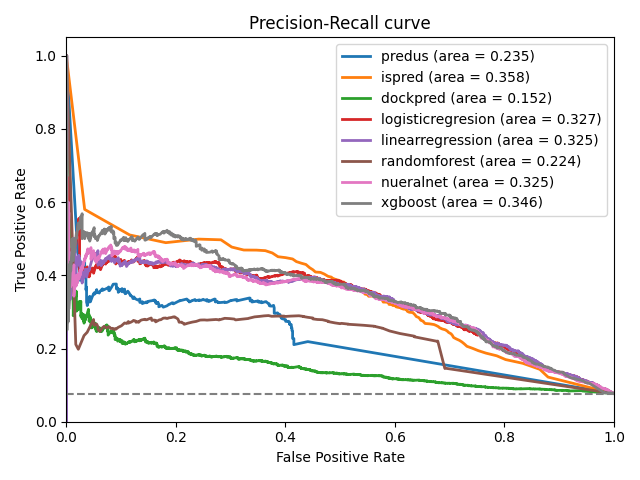 Precision-Recall curve
predus (area = 0.235)
ispred (area = 0.358)
dockpred (area = 0.152)
logisticregresion (area = 0.327)
linearregression (area = 0.325)
randomforest (area = 0.224)
nueralnet (area = 0.325)
xgboost (area = 0.346)
True Positive Rate
1.0
0.8
0.6
0.4
0.2
0.0
0.0 0.2 0.4 0.6 0.8 1.0
False Positive Rate